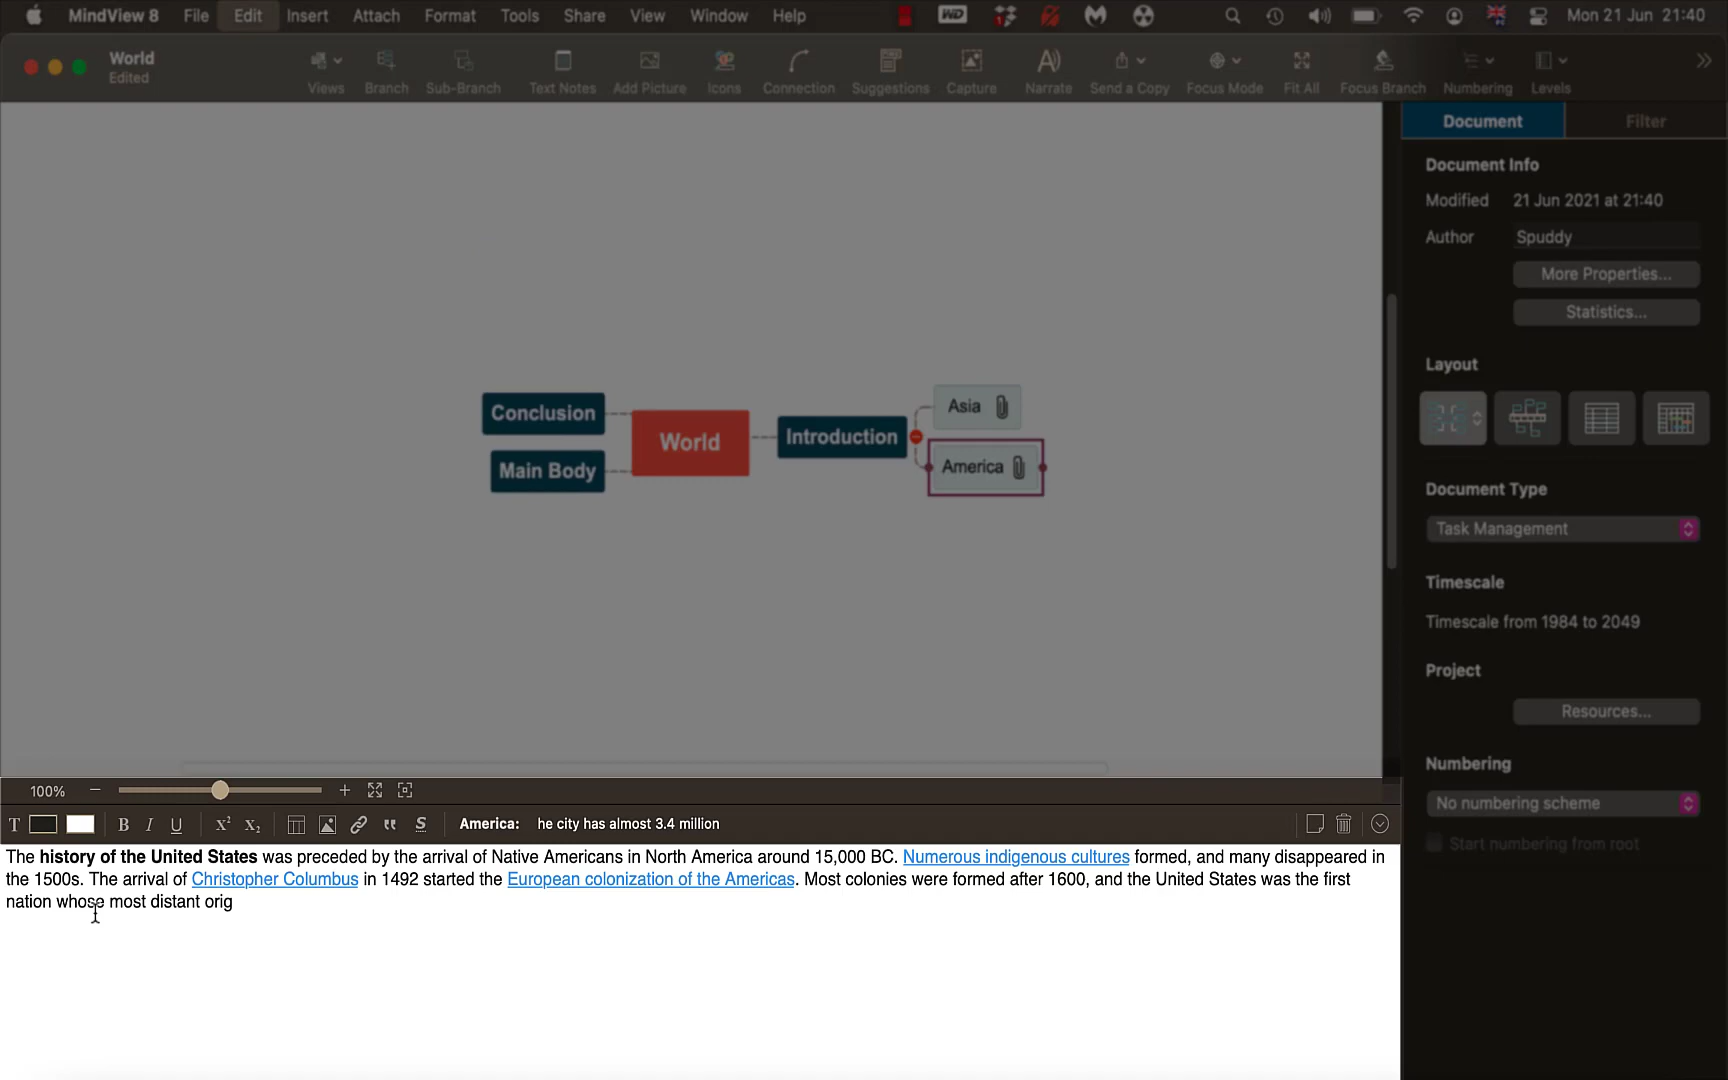 MindView 8 File Edit Insert Attach Format Tools Share View Window Help WD 1 Mon 21 Jun 21:40
World
Edited
Views Branch Sub-Branch Text Notes Add Picture Icons Connection Suggestions Capture Narrate Send a Copy Focus Mode Fit All Focus Branch Numbering Levels
Document Filter
Document Info
Modified 21 Jun 2021 at 21:40
Author Spuddy
More Properties...
Statistics...
Layout
Conclusion
Main Body
World
Introduction
Asia
America
Document Type
Task Management
Timescale
Timescale from 1984 to 2049
Project
Resources...
Numbering
No numbering scheme
Start numbering from root
100%
T B I U X² X₂ S America: he city has almost 3.4 million
The history of the United States was preceded by the arrival of Native Americans in North America around 15,000 BC. Numerous indigenous cultures formed, and many disappeared in
the 1500s. The arrival of Christopher Columbus in 1492 started the European colonization of the Americas. Most colonies were formed after 1600, and the United States was the first
nation whose most distant orig